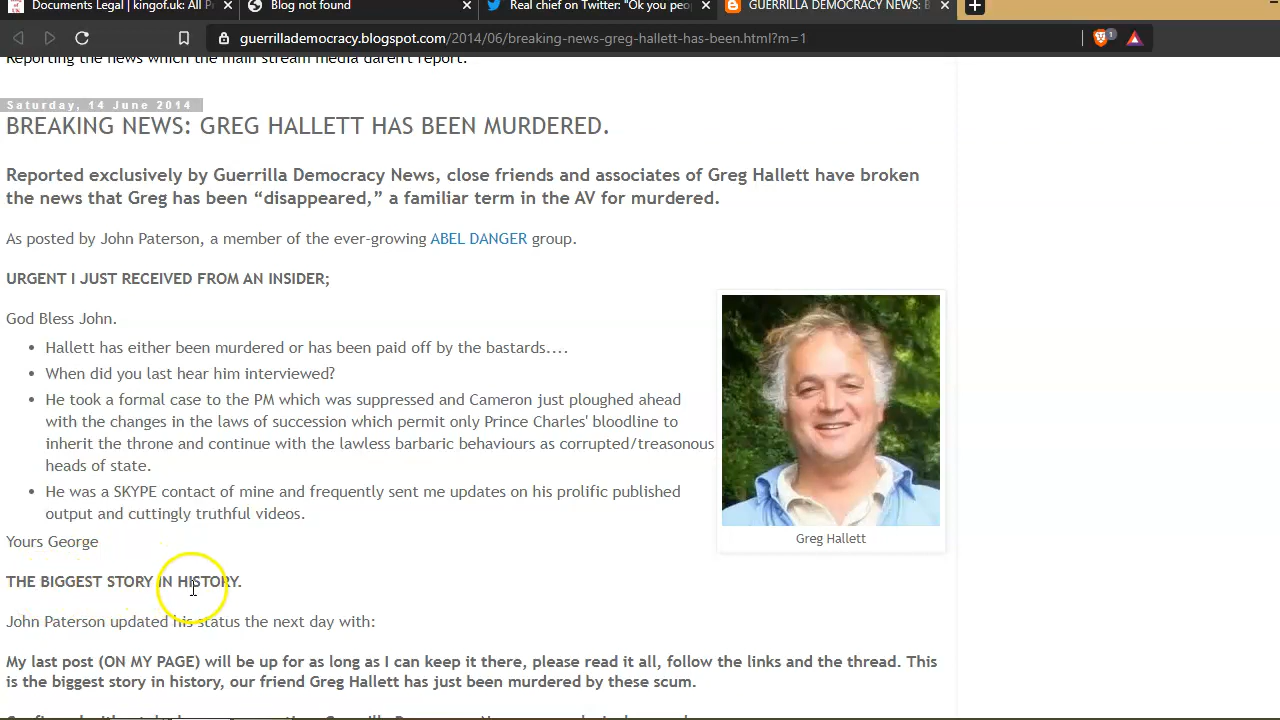 Documents Legal | kingof.uk: All P
Blog not found
Real chief on Twitter: "Ok you peo
GUERRILLA DEMOCRACY NEWS: B
guerrillademocracy.blogspot.com/2014/06/breaking-news-greg-hallett-has-been.html?m=1
1
Reporting the news which the main stream media daren't report.
Saturday, 14 June 2014
BREAKING NEWS: GREG HALLETT HAS BEEN MURDERED.
Reported exclusively by Guerrilla Democracy News, close friends and associates of Greg Hallett have broken
the news that Greg has been “disappeared,” a familiar term in the AV for murdered.
As posted by John Paterson, a member of the ever-growing ABEL DANGER group.
URGENT I JUST RECEIVED FROM AN INSIDER;
God Bless John.
• Hallett has either been murdered or has been paid off by the bastards....
• When did you last hear him interviewed?
• He took a formal case to the PM which was suppressed and Cameron just ploughed ahead
with the changes in the laws of succession which permit only Prince Charles' bloodline to
inherit the throne and continue with the lawless barbaric behaviours as corrupted/treasonous
heads of state.
• He was a SKYPE contact of mine and frequently sent me updates on his prolific published
output and cuttingly truthful videos.
Greg Hallett
Yours George
THE BIGGEST STORY IN HISTORY.
John Paterson updated his status the next day with:
My last post (ON MY PAGE) will be up for as long as I can keep it there, please read it all, follow the links and the thread. This
is the biggest story in history, our friend Greg Hallett has just been murdered by these scum.